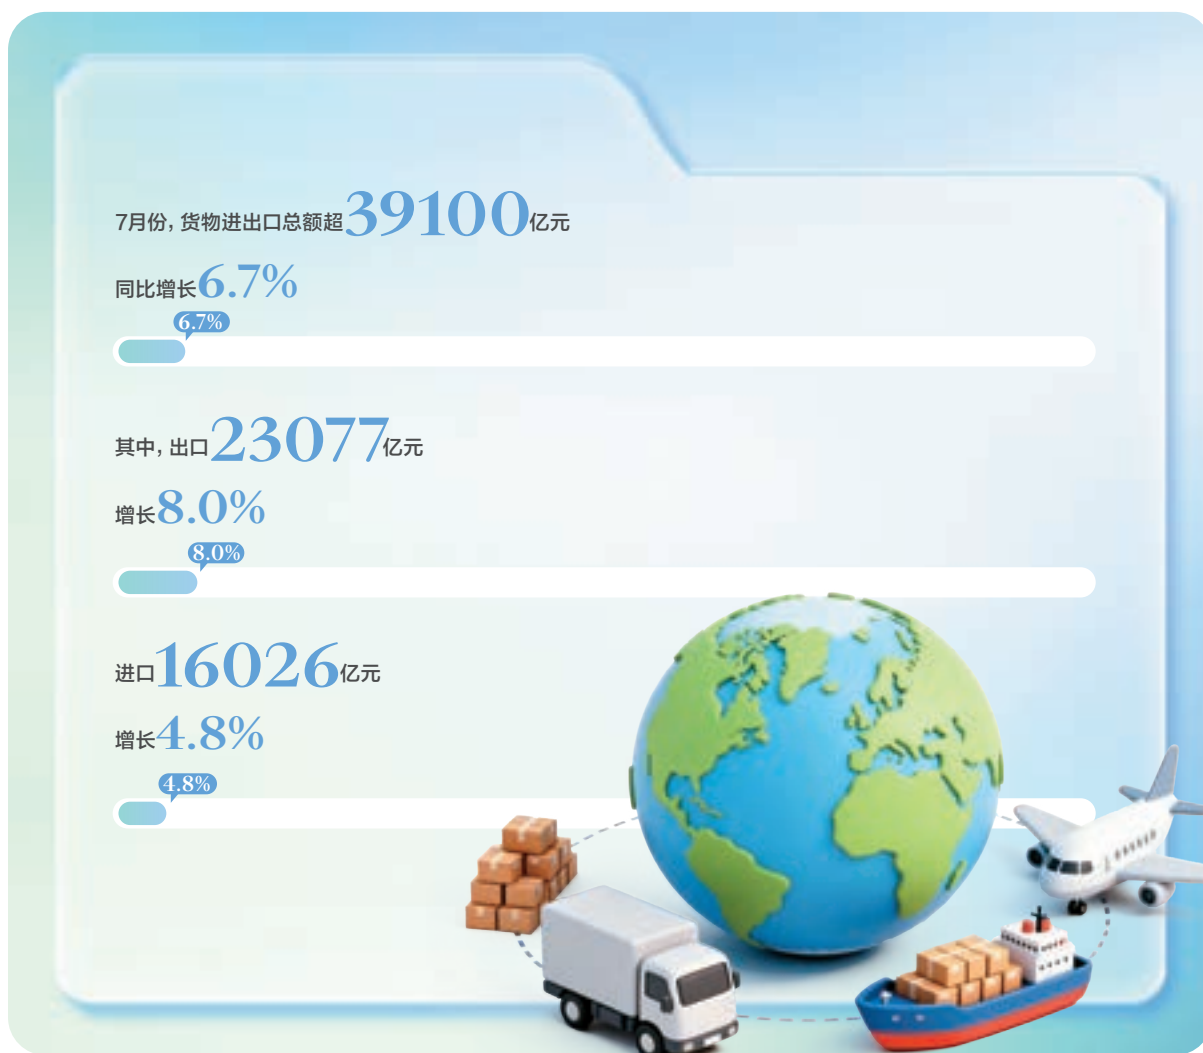 7月份，货物进出口总额超39100亿元
同比增长6.7%
6.7%
其中，出口23077亿元
增长8.0%
8.0%
进口16026亿元
增长4.8%
4.8%